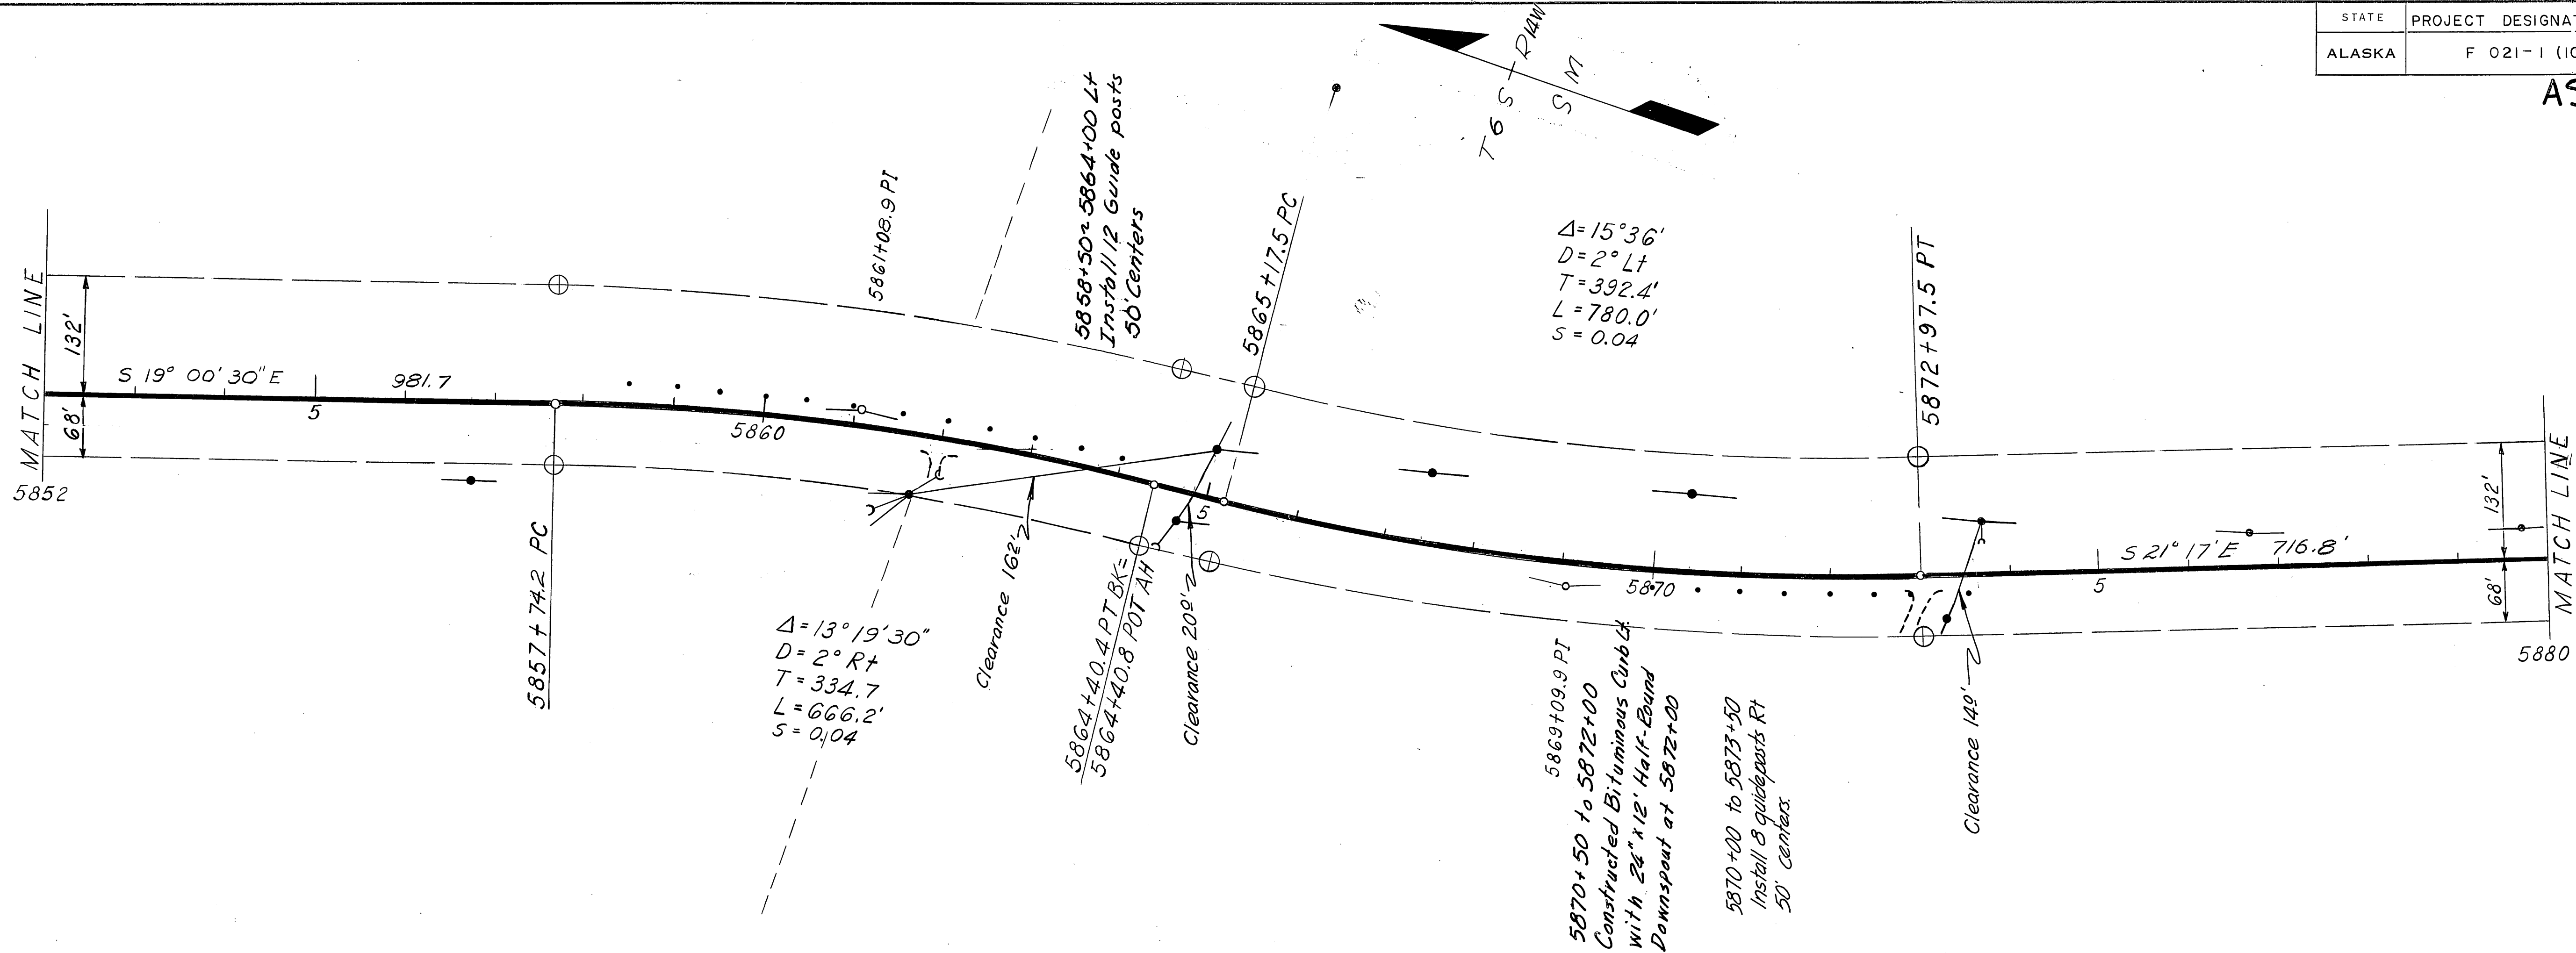 STATE
PROJECT DESIGNAT
ALASKA
F 021-1 (10
AS
R14W
T6S
SM
5858+50~5864+00 Lt
Install 12 Guide posts
50' Centers
5861+08.9 PI
5865+17.5 PC
Δ=15°36'
D=2° Lt
T=392.4'
L=780.0'
S=0.04
5872+97.5 PT
MATCH LINE
132'
68'
5852
S 19° 00' 30" E
981.7
5
5860
5857+74.2 PC
Δ=13°19'30"
D=2° Rt
T=334.7
L=666.2'
S=0.04
Clearance 16²'
5864+40.4 PT BK=
5864+40.8 POT AH
Clearance 20⁰'
5
5870
5869+09.9 PI
5870+50 to 5872+00
Constructed Bituminous Curb Lt.
with 24" x 12' Half-Round
Downspout at 5872+00
5870+00 to 5873+50
Install 8 guideposts Rt
50' centers.
Clearance 14⁰'
5
S 21° 17' E
716.8'
132'
68'
MATCH LINE
5880